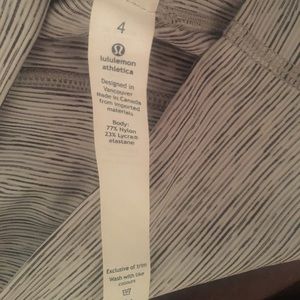 4
lululemon
athletica
Designed in
Vancouver
Made in Canada
from imported
materials
Body:
77% Nylon
23% Lycra®
elastane
Exclusive of trim
Wash with like
colours